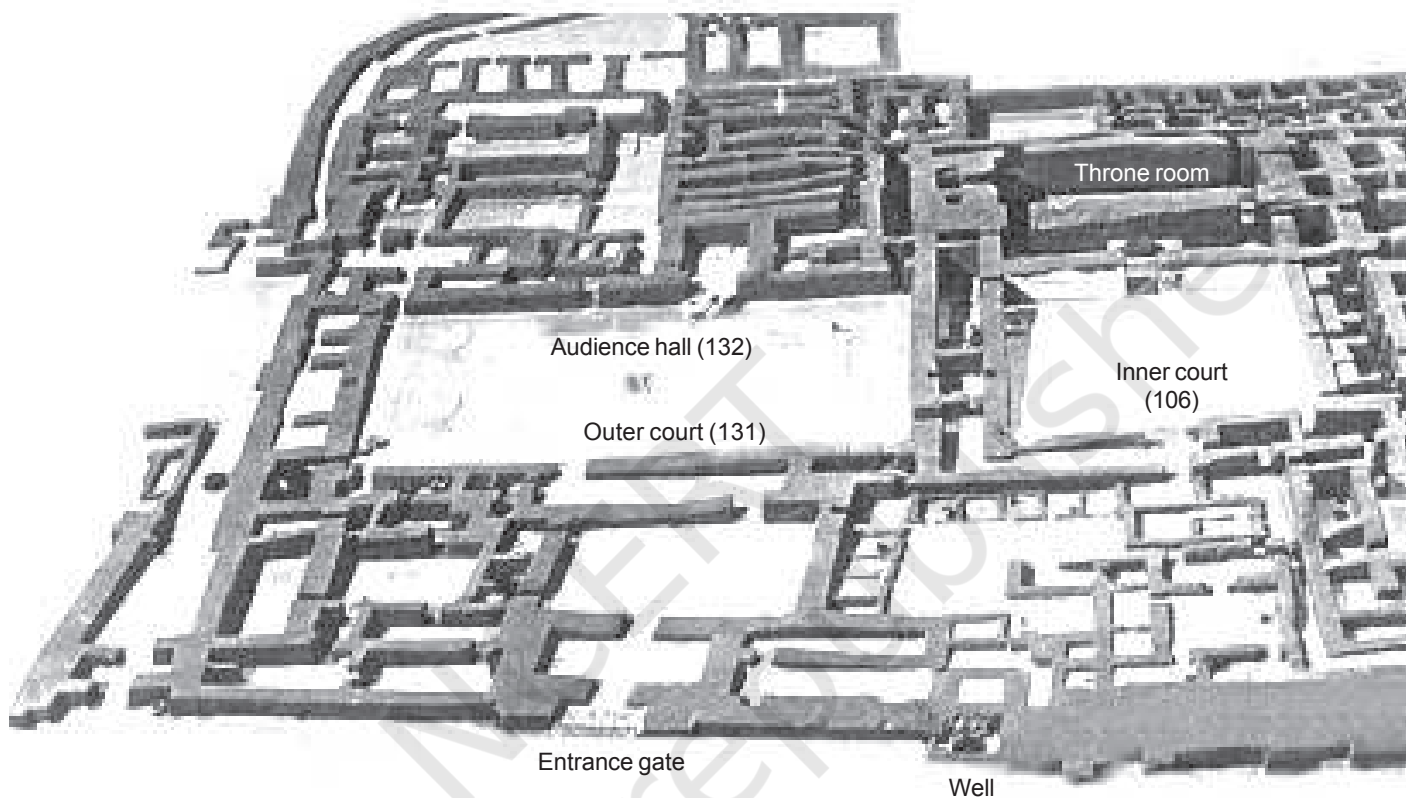 Throne room
Audience hall (132)
Inner court
(106)
Outer court (131)
Entrance gate
Well